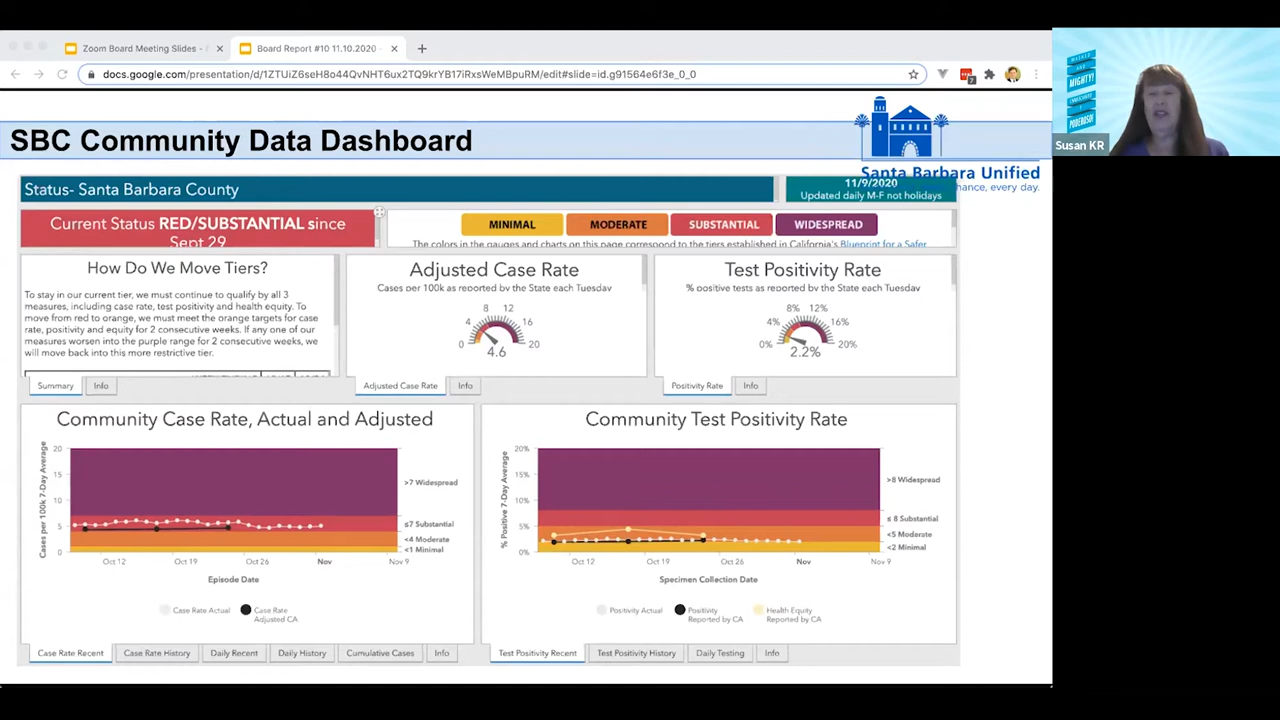 Zoom Board Meeting Slides -
Board Report #10 11.10.2020 -
docs.google.com/presentation/d/1ZTUiZ6seH8o44QvNHT6ux2TQ9krYB17iRxsWeMBpuRM/edit#slide=id.g91564e6f3e_0_0
7
MASKED
AND
MIGHTY!
PODEROSO!
Susan KR
SBC Community Data Dashboard
Santa Barbara Unified
hance, every day.
Status- Santa Barbara County
11/9/2020
Updated daily M-F not holidays
Current Status RED/SUBSTANTIAL since
Sept 29
MINIMAL
MODERATE
SUBSTANTIAL
WIDESPREAD
The colors in the gauges and charts on this page correspond to the tiers established in California's Blueprint for a Safer
How Do We Move Tiers?
To stay in our current tier, we must continue to qualify by all 3
measures, including case rate, test positivity and health equity. To
move from red to orange, we must meet the orange targets for case
rate, positivity and equity for 2 consecutive weeks. If any one of our
measures worsen into the purple range for 2 consecutive weeks, we
will move back into this more restrictive tier.
Summary
Info
Adjusted Case Rate
Cases per 100k as reported by the State each Tuesday
0
4
8
12
16
20
4.6
Adjusted Case Rate
Info
Test Positivity Rate
% positive tests as reported by the State each Tuesday
0%
4%
8%
12%
16%
20%
2.2%
Positivity Rate
Info
Community Case Rate, Actual and Adjusted
Cases per 100k 7-Day Average
20
15
10
5
0
>7 Widespread
≤7 Substantial
<4 Moderate
<1 Minimal
Oct 12
Oct 19
Oct 26
Nov
Nov 9
Episode Date
Case Rate Actual
Case Rate
Adjusted CA
Case Rate Recent
Case Rate History
Daily Recent
Daily History
Cumulative Cases
Info
Community Test Positivity Rate
% Positive 7-Day Average
20%
15%
10%
5%
0%
>8 Widespread
≤ 8 Substantial
<5 Moderate
<2 Minimal
Oct 12
Oct 19
Oct 26
Nov
Nov 9
Specimen Collection Date
Positivity Actual
Positivity
Reported by CA
Health Equity
Reported by CA
Test Positivity Recent
Test Positivity History
Daily Testing
Info